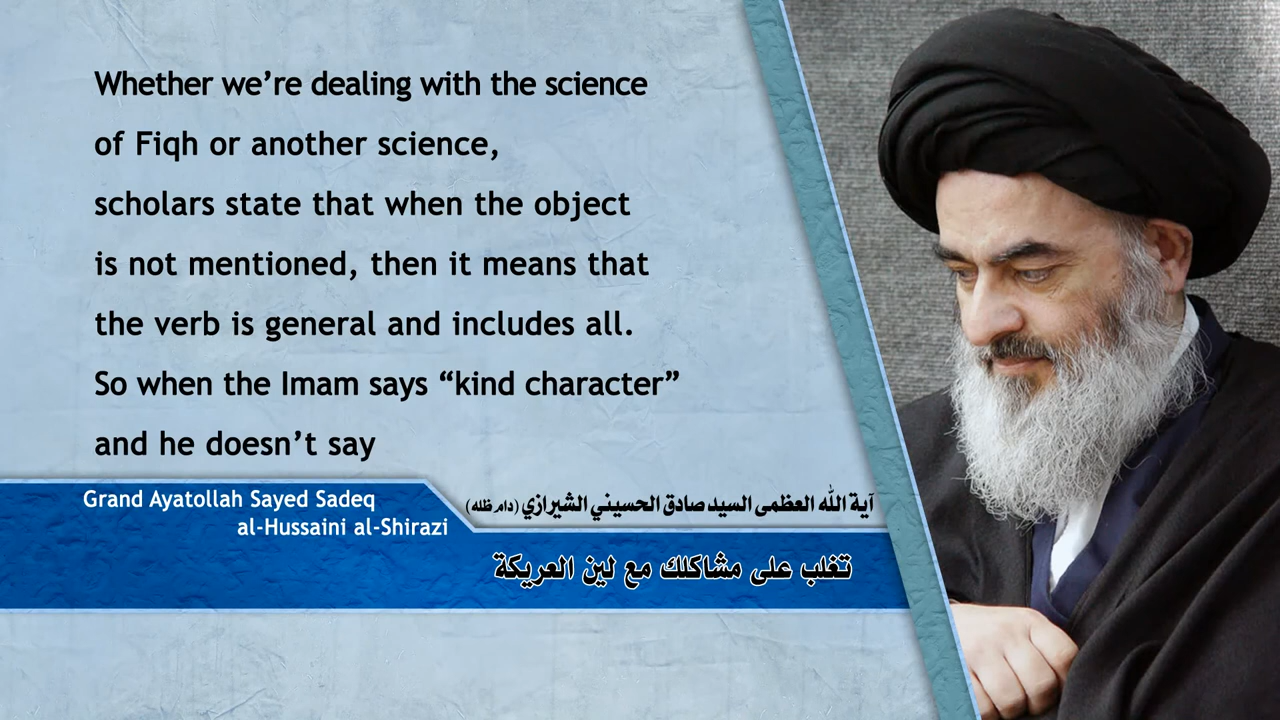 Whether we’re dealing with the science
of Fiqh or another science,
scholars state that when the object
is not mentioned, then it means that
the verb is general and includes all.
So when the Imam says “kind character”
and he doesn’t say
Grand Ayatollah Sayed Sadeq
al-Hussaini al-Shirazi
آية الله العظمى السيد صادق الحسيني الشيرازي (دام ظله)
تغلب على مشاكلك مع لين العريكة